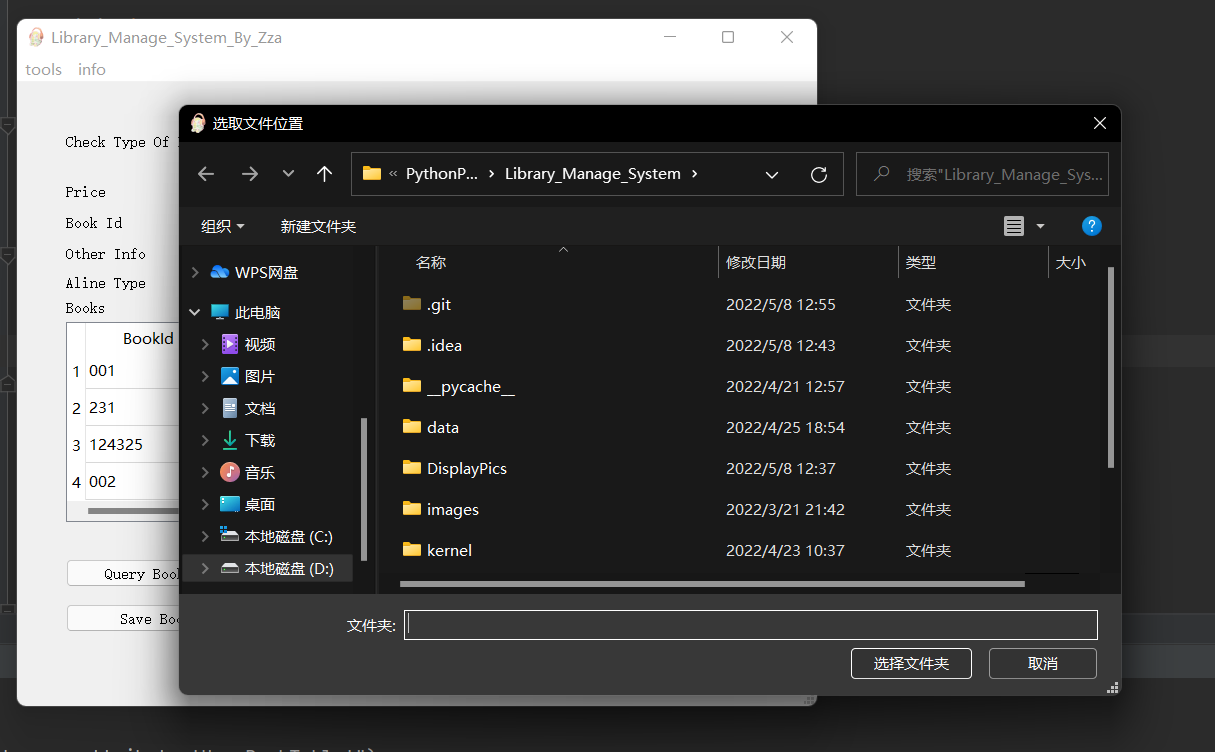 Library_Manage_System_By_Zza
tools info
选取文件位置
« PythonP... › Library_Manage_System ›
搜索"Library_Manage_Sys...
组织 新建文件夹
?
Check Type Of
Price
Book Id
Other Info
Aline Type
Books
BookId
1 001
2 231
3 124325
4 002
Query Book
Save
WPS网盘
此电脑
视频
图片
文档
下载
音乐
桌面
本地磁盘 (C:)
本地磁盘 (D:)
名称 修改日期 类型 大小
.git 2022/5/8 12:55 文件夹
.idea 2022/5/8 12:43 文件夹
__pycache__ 2022/4/21 12:57 文件夹
data 2022/4/25 18:54 文件夹
DisplayPics 2022/5/8 12:37 文件夹
images 2022/3/21 21:42 文件夹
kernel 2022/4/23 10:37 文件夹
文件夹:
选择文件夹 取消